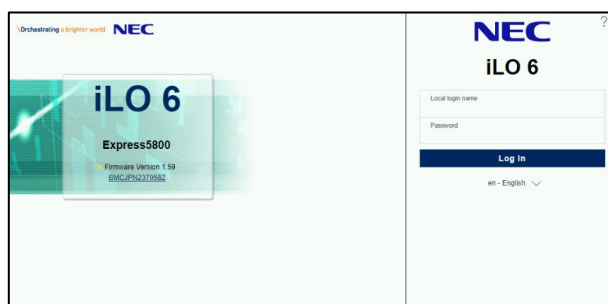 \Orchestrating a brighter world NEC
iLO 6
Express5800
Firmware Version 1.59
BMCJPN237058Z
NEC
?
iLO 6
Local login name
Password
Log In
en - English